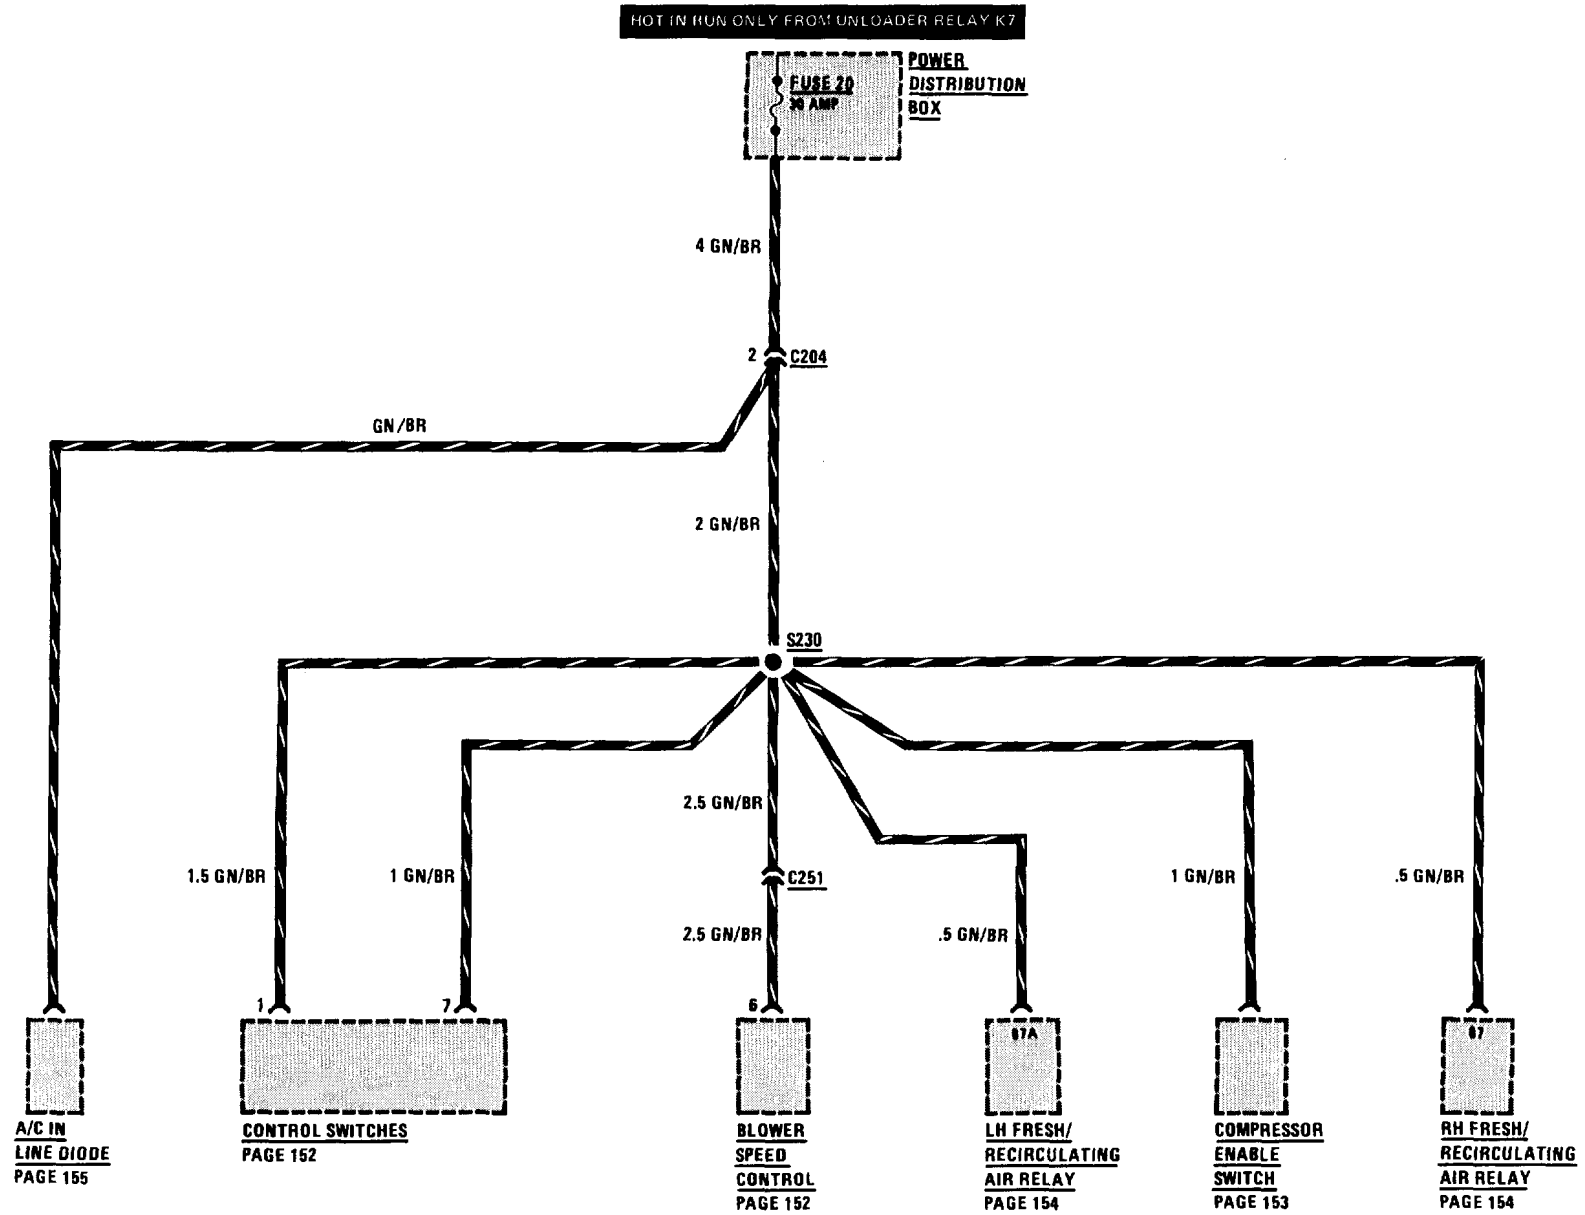 HOT IN RUN ONLY FROM UNLOADER RELAY K7
POWER
DISTRIBUTION
BOX
FUSE 20
30 AMP
4 GN/BR
2
C204
GN/BR
2 GN/BR
S230
2.5 GN/BR
1.5 GN/BR
1 GN/BR
C251
1 GN/BR
.5 GN/BR
2.5 GN/BR
.5 GN/BR
1
7
6
87A
87
A/C IN
LINE DIODE
PAGE 155
CONTROL SWITCHES
PAGE 152
BLOWER
SPEED
CONTROL
PAGE 152
LH FRESH/
RECIRCULATING
AIR RELAY
PAGE 154
COMPRESSOR
ENABLE
SWITCH
PAGE 153
RH FRESH/
RECIRCULATING
AIR RELAY
PAGE 154